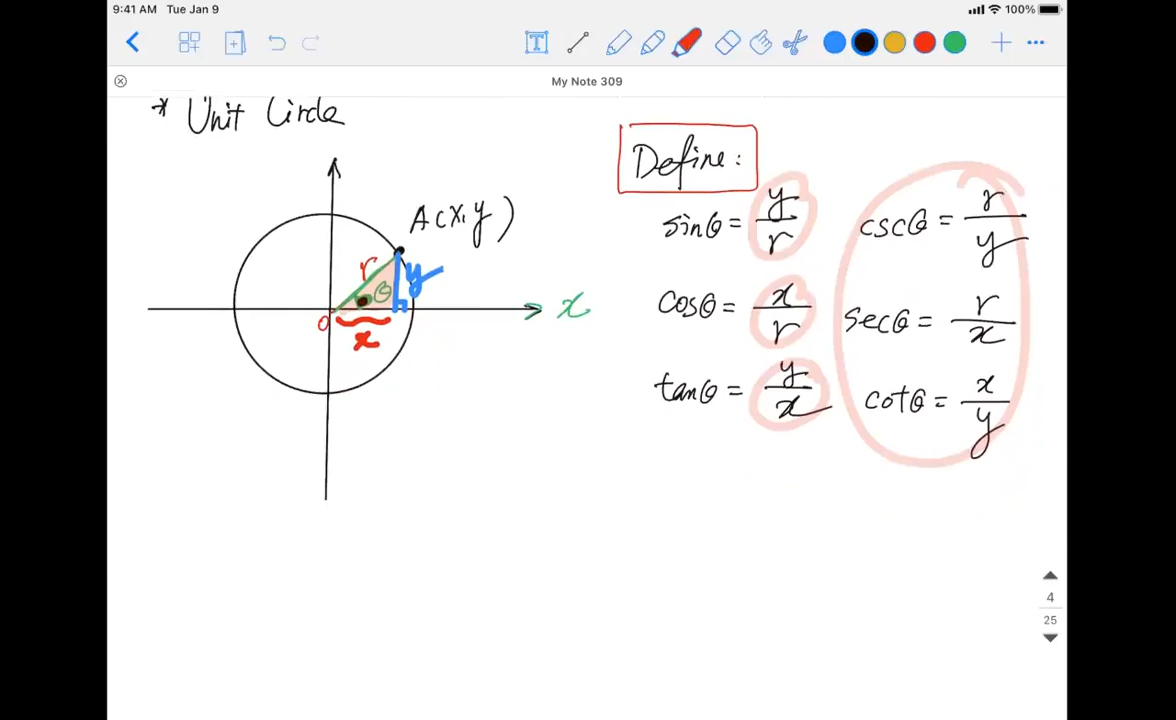 9:41 AM Tue Jan 9
100%
T
My Note 309
* Unit Circle
Define:
A(x,y)
r
θ
y
x
O
x
sinθ = y/r
cscθ = r/y
cosθ = x/r
secθ = r/x
tanθ = y/x
cotθ = x/y
4
25